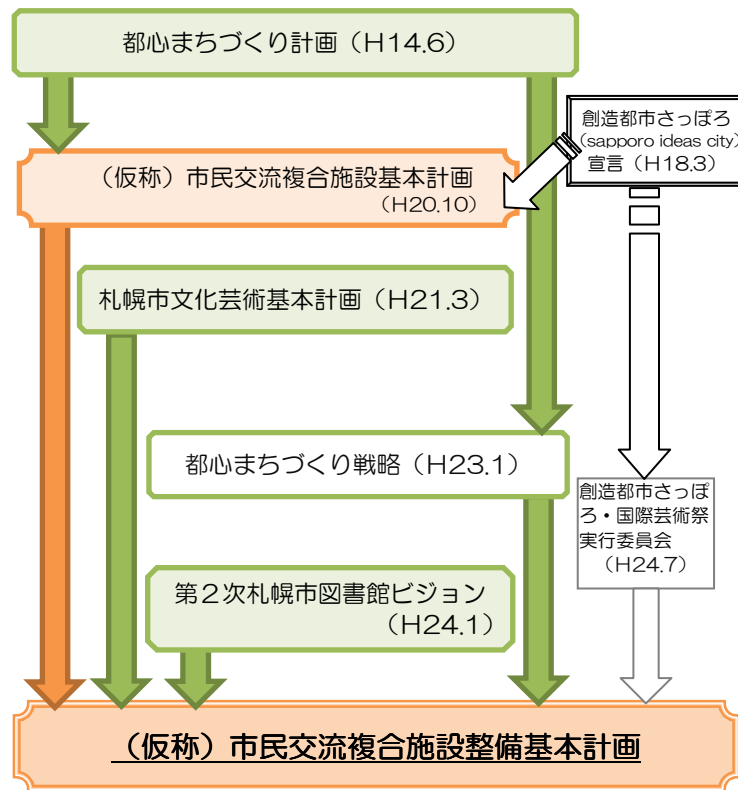 都心まちづくり計画（H14.6）
創造都市さっぽろ
（sapporo ideas city）
宣言（H18.3）
（仮称）市民交流複合施設基本計画
（H20.10）
札幌市文化芸術基本計画（H21.3）
都心まちづくり戦略（H23.1）
創造都市さっぽ
ろ・国際芸術祭
実行委員会
（H24.7）
第２次札幌市図書館ビジョン
（H24.1）
（仮称）市民交流複合施設整備基本計画